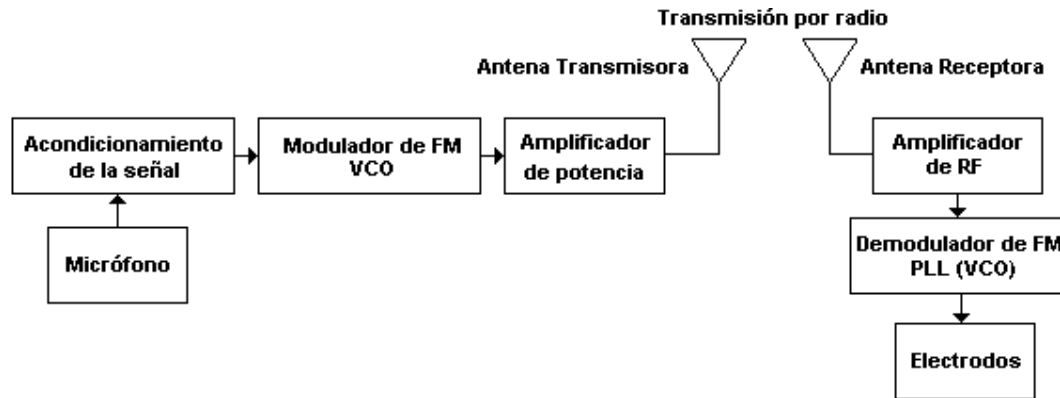 Transmisión por radio
Antena Transmisora
Antena Receptora
Acondicionamiento
de la señal
Modulador de FM
VCO
Amplificador
de potencia
Amplificador
de RF
Micrófono
Demodulador de FM
PLL (VCO)
Electrodos